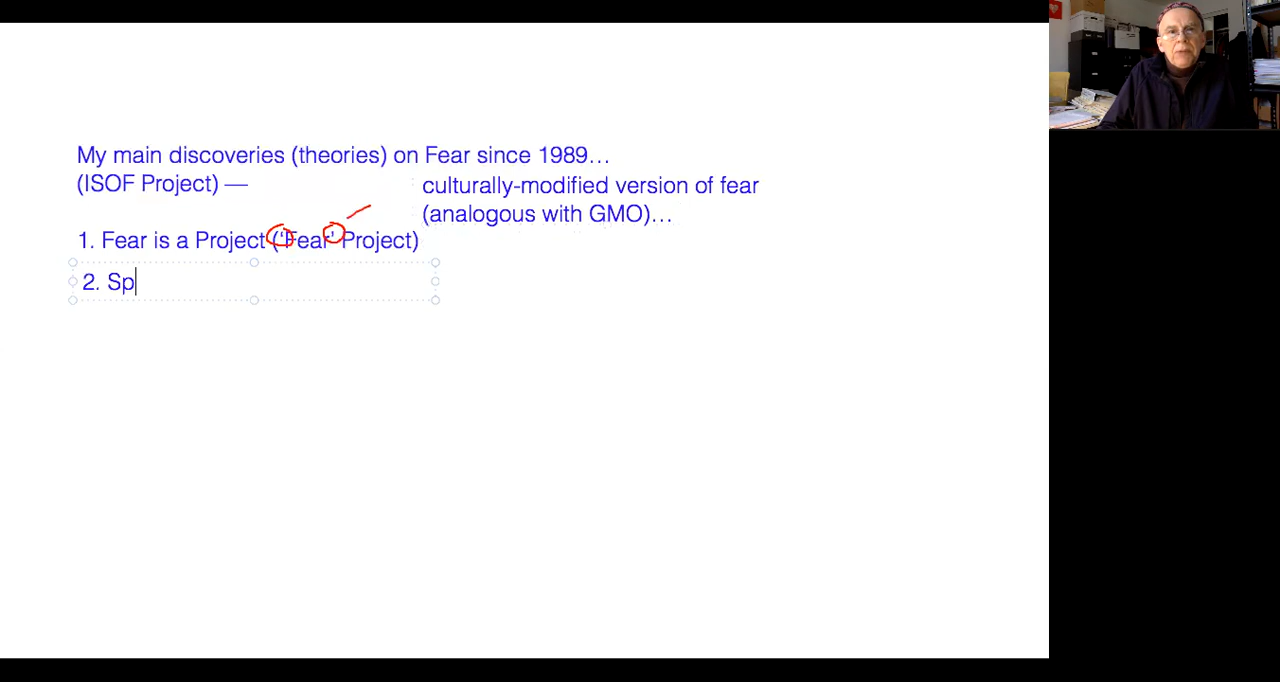 My main discoveries (theories) on Fear since 1989…
(ISOF Project) —
culturally-modified version of fear
(analogous with GMO)…
1. Fear is a Project (‘Fear’ Project)
2. Sp